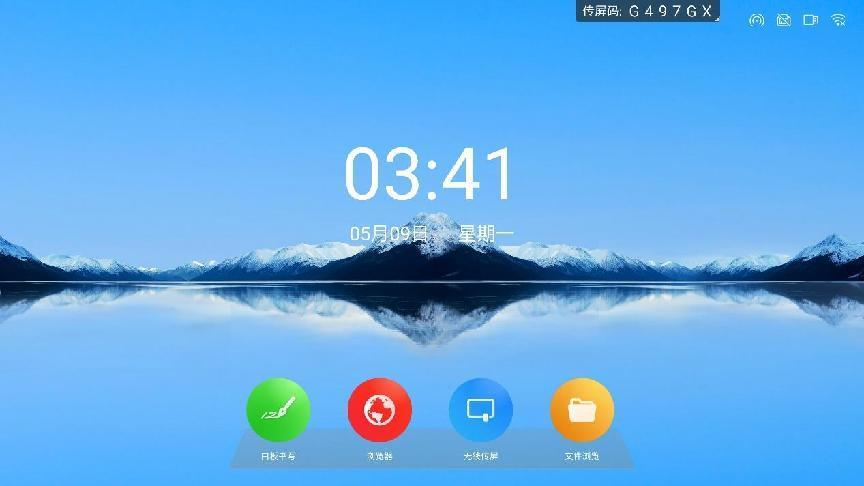 传屏码: G497GX
03:41
05月09日 星期一
白板书写
浏览器
无线传屏
文件浏览